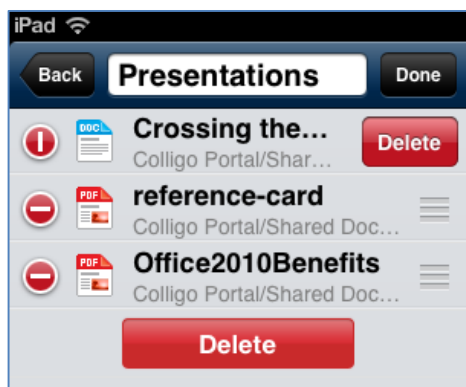 iPad
Back Presentations Done
DOC Crossing the... Delete
Colligo Portal/Shar...
PDF reference-card
Colligo Portal/Shared Doc...
PDF Office2010Benefits
Colligo Portal/Shared Doc...
Delete